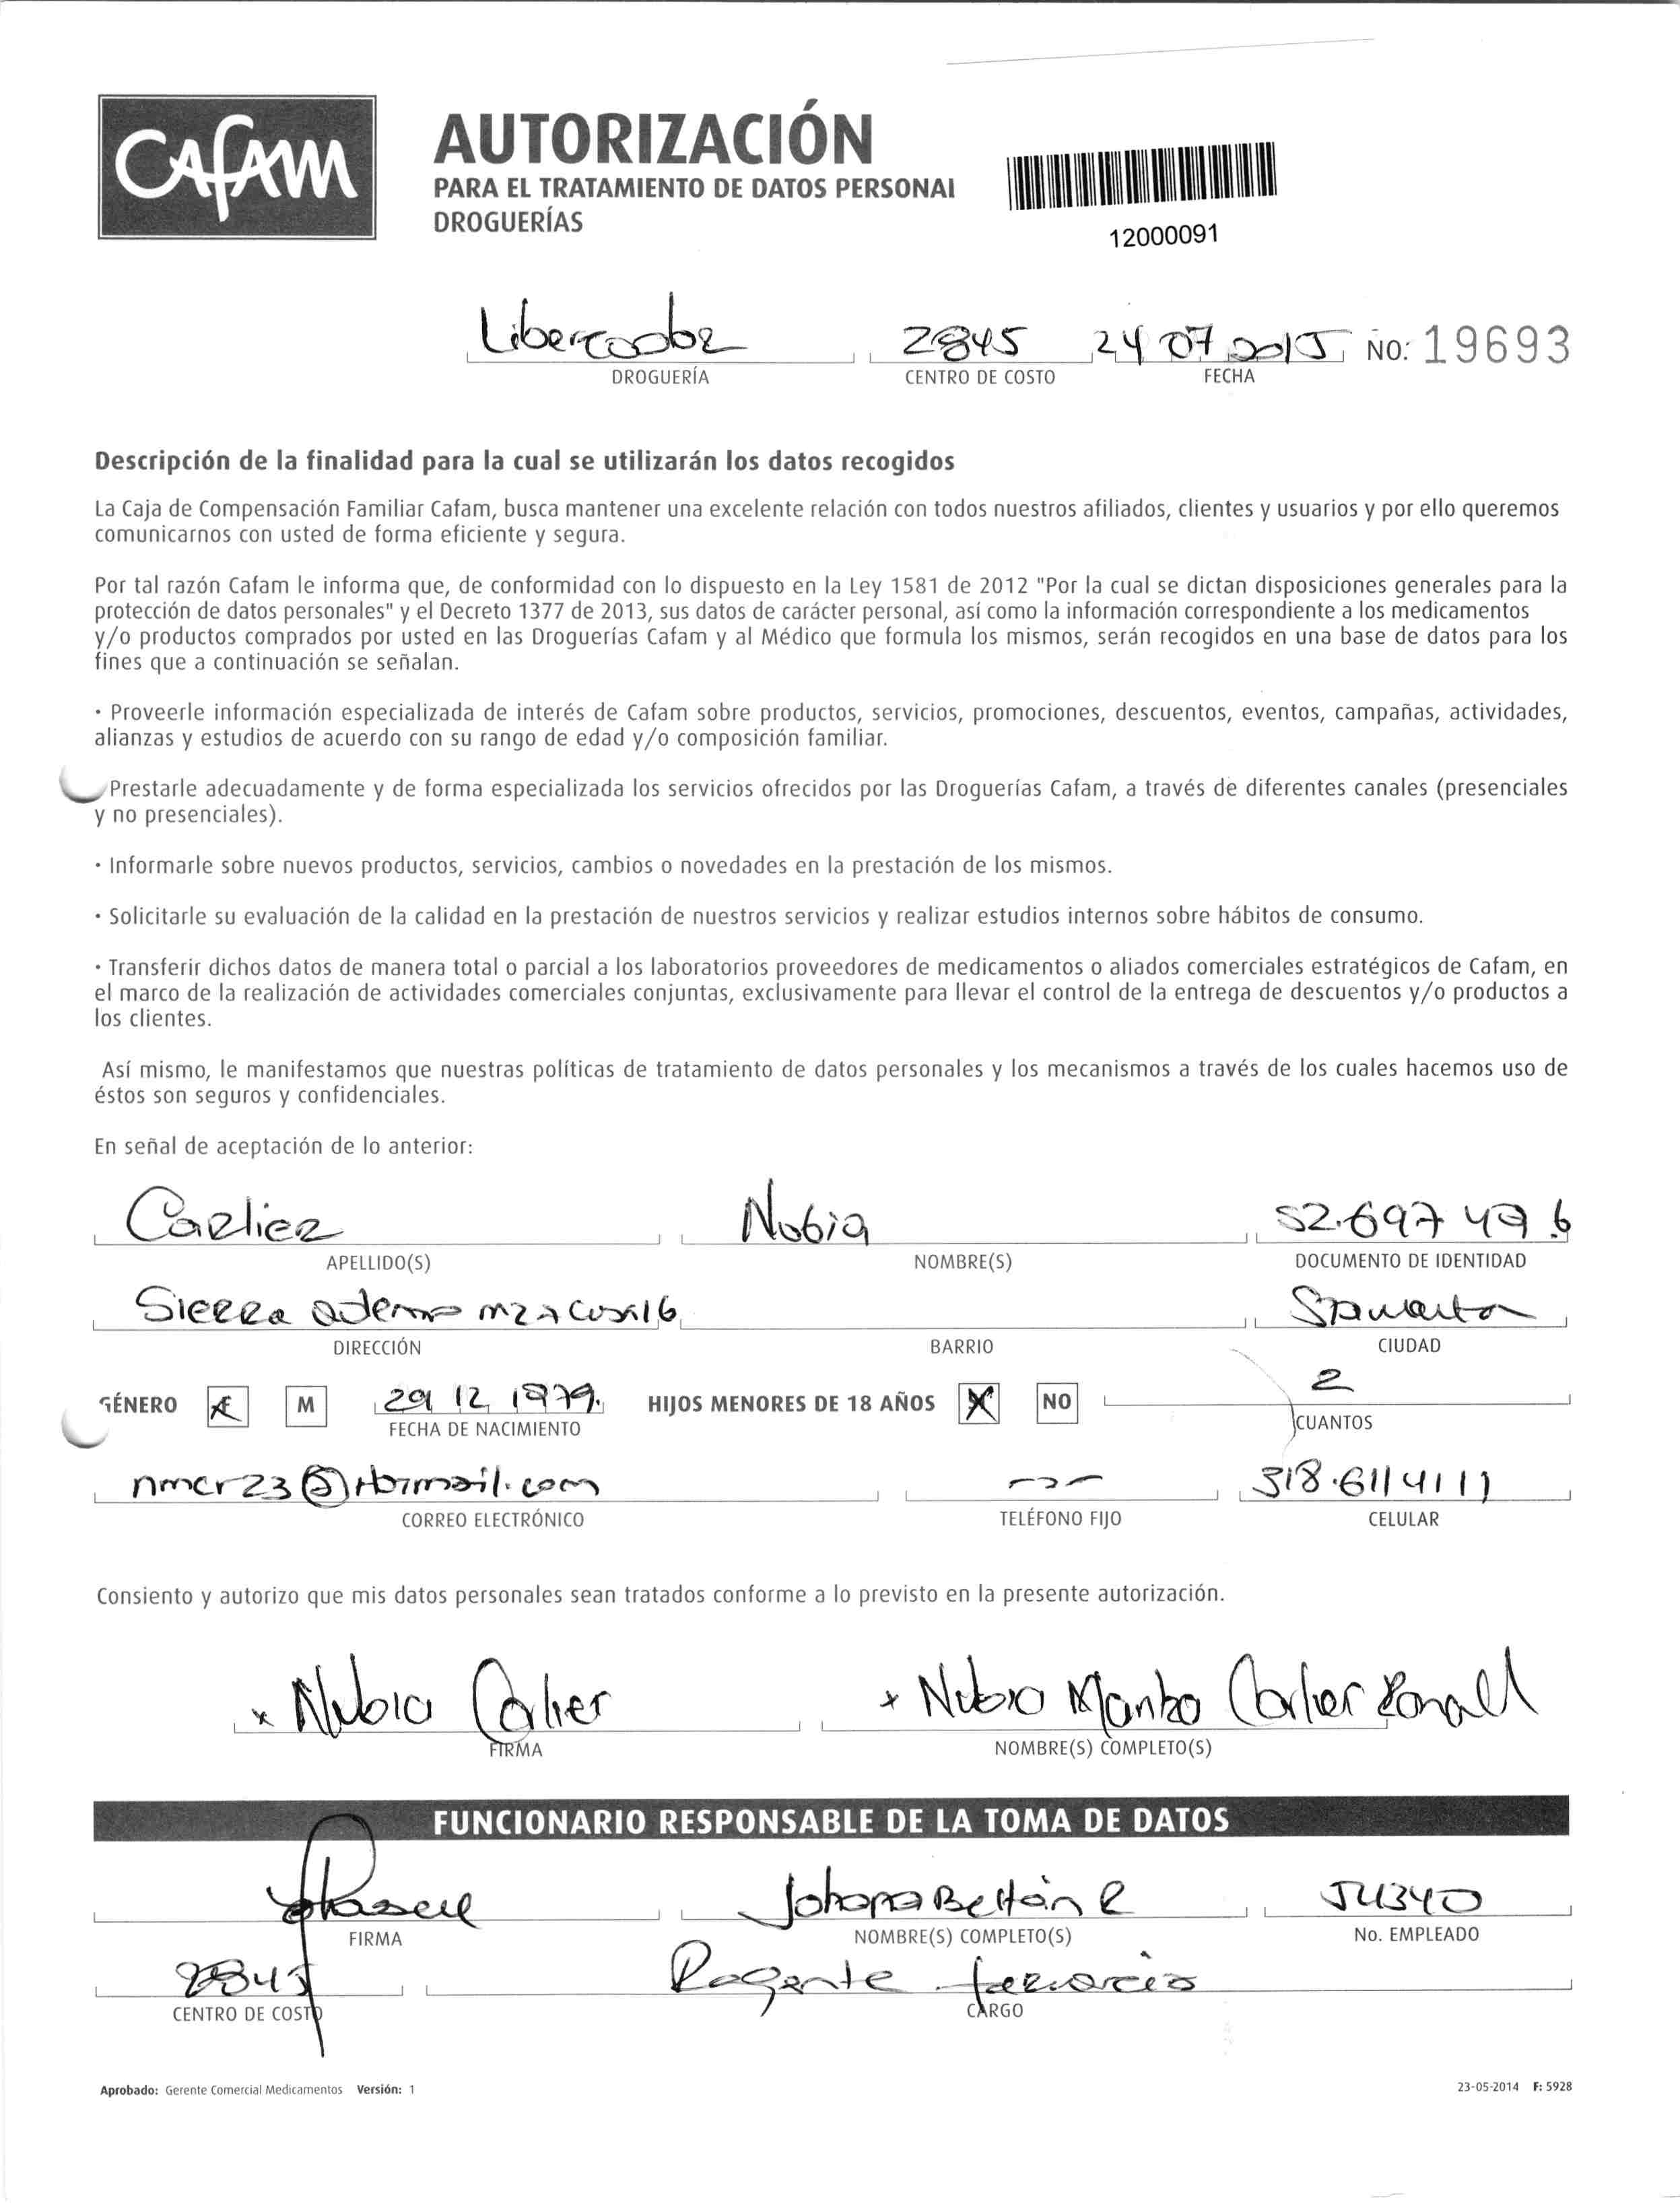 CAFAM
AUTORIZACIÓN
PARA EL TRATAMIENTO DE DATOS PERSONAL
DROGUERÍAS
12000091
2845 24 07 2015 NO: 19693
DROGUERÍA CENTRO DE COSTO FECHA
Descripción de la finalidad para la cual se utilizarán los datos recogidos
La Caja de Compensación Familiar Cafam, busca mantener una excelente relación con todos nuestros afiliados, clientes y usuarios y por ello queremos
comunicarnos con usted de forma eficiente y segura.
Por tal razón Cafam le informa que, de conformidad con lo dispuesto en la Ley 1581 de 2012 "Por la cual se dictan disposiciones generales para la
protección de datos personales" y el Decreto 1377 de 2013, sus datos de carácter personal, así como la información correspondiente a los medicamentos
y/o productos comprados por usted en las Droguerías Cafam y al Médico que formula los mismos, serán recogidos en una base de datos para los
fines que a continuación se señalan.
· Proveerle información especializada de interés de Cafam sobre productos, servicios, promociones, descuentos, eventos, campañas, actividades,
alianzas y estudios de acuerdo con su rango de edad y/o composición familiar.
Prestarle adecuadamente y de forma especializada los servicios ofrecidos por las Droguerías Cafam, a través de diferentes canales (presenciales
y no presenciales).
· Informarle sobre nuevos productos, servicios, cambios o novedades en la prestación de los mismos.
· Solicitarle su evaluación de la calidad en la prestación de nuestros servicios y realizar estudios internos sobre hábitos de consumo.
· Transferir dichos datos de manera total o parcial a los laboratorios proveedores de medicamentos o aliados comerciales estratégicos de Cafam, en
el marco de la realización de actividades comerciales conjuntas, exclusivamente para llevar el control de la entrega de descuentos y/o productos a
los clientes.
Así mismo, le manifestamos que nuestras políticas de tratamiento de datos personales y los mecanismos a través de los cuales hacemos uso de
éstos son seguros y confidenciales.
En señal de aceptación de lo anterior:
Carlier Nubia 52.697 49 6
APELLIDO(S) NOMBRE(S) DOCUMENTO DE IDENTIDAD
Sierra adentro mz A casa 16
DIRECCIÓN BARRIO CIUDAD
GÉNERO F M 29 12 1979. HIJOS MENORES DE 18 AÑOS X NO 2
FECHA DE NACIMIENTO CUANTOS
nmcr23@Hotmail.com 318.6114111
CORREO ELECTRÓNICO TELÉFONO FIJO CELULAR
Consiento y autorizo que mis datos personales sean tratados conforme a lo previsto en la presente autorización.
x Nubia Carlier x Nubia Maritza Carlier
FIRMA NOMBRE(S) COMPLETO(S)
FUNCIONARIO RESPONSABLE DE LA TOMA DE DATOS
Johana Beltrán R 54340
FIRMA NOMBRE(S) COMPLETO(S) No. EMPLEADO
2845 Regente farmacia
CENTRO DE COSTO CARGO
Aprobado: Gerente Comercial Medicamentos Versión: 1 23-05-2014 F: 5928